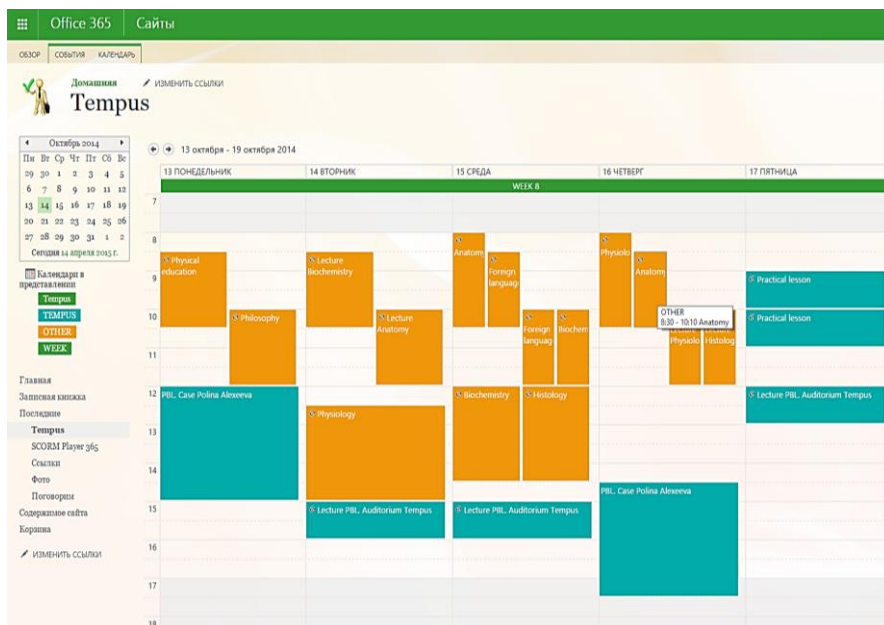 Office 365 Сайты
ОБЗОР СОБЫТИЯ КАЛЕНДАРЬ
Домашняя
ИЗМЕНИТЬ ССЫЛКИ
Tempus
Октябрь 2014
Пн Вт Ср Чт Пт Сб Вс
29 30 1 2 3 4 5
6 7 8 9 10 11 12
13 14 15 16 17 18 19
20 21 22 23 24 25 26
27 28 29 30 31 1 2
Сегодня 14 апреля 2015 г.
Календари в
представлении
Tempus
TEMPUS
OTHER
WEEK
Главная
Записная книжка
Последние
Tempus
SCORM Player 365
Ссылки
Фото
Поговорим
Содержимое сайта
Корзина
ИЗМЕНИТЬ ССЫЛКИ
13 октября - 19 октября 2014
13 ПОНЕДЕЛЬНИК 14 ВТОРНИК 15 СРЕДА 16 ЧЕТВЕРГ 17 ПЯТНИЦА
WEEK 8
7
8
9
10
11
12
13
14
15
16
17
18
Physical
education
Philosophy
PBL. Case Polina Alexeeva
Lecture
Biochemistry
Lecture
Anatomy
Physiology
Lecture PBL. Auditorium Tempus
Anatomy
Foreign
languag
Foreign
languag
Biochem
Biochemistry
Histology
Lecture PBL. Auditorium Tempus
Physiolo
Anatomy
OTHER
8:30 - 10:10 Anatomy
Physiolo
Histolog
PBL. Case Polina Alexeeva
Practical lesson
Practical lesson
Lecture PBL. Auditorium Tempus